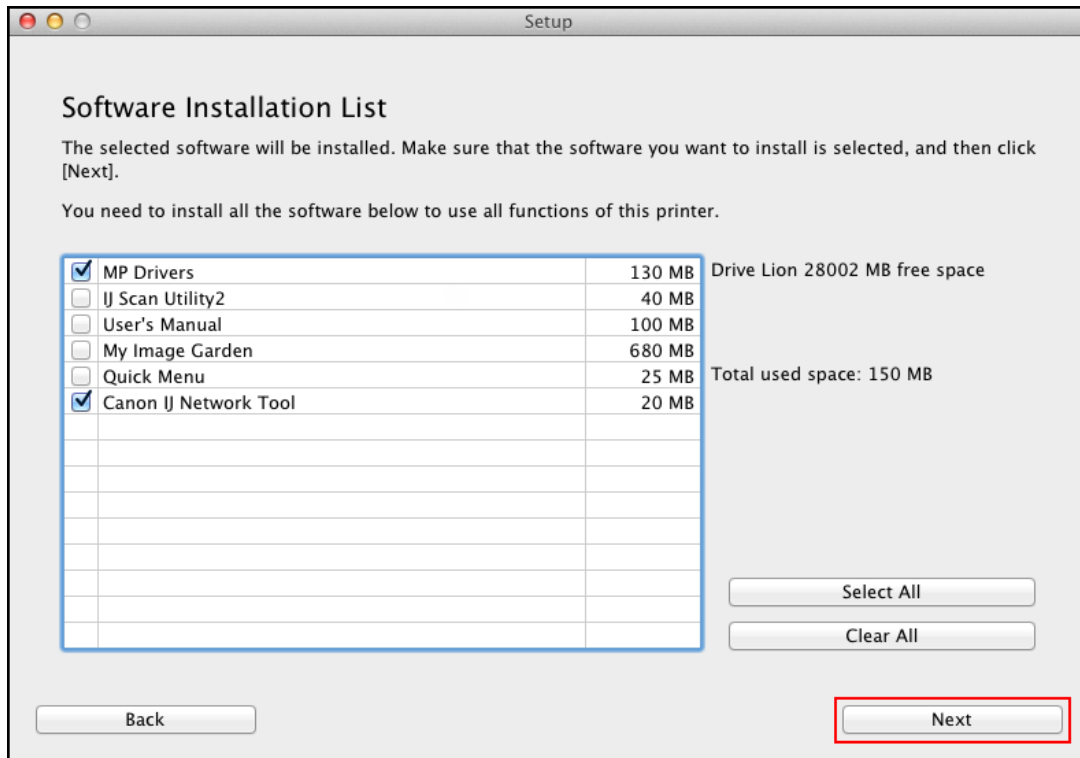 Setup
Software Installation List
The selected software will be installed. Make sure that the software you want to install is selected, and then click
[Next].
You need to install all the software below to use all functions of this printer.
MP Drivers 130 MB Drive Lion 28002 MB free space
IJ Scan Utility2 40 MB
User's Manual 100 MB
My Image Garden 680 MB
Quick Menu 25 MB Total used space: 150 MB
Canon IJ Network Tool 20 MB
Select All
Clear All
Back Next